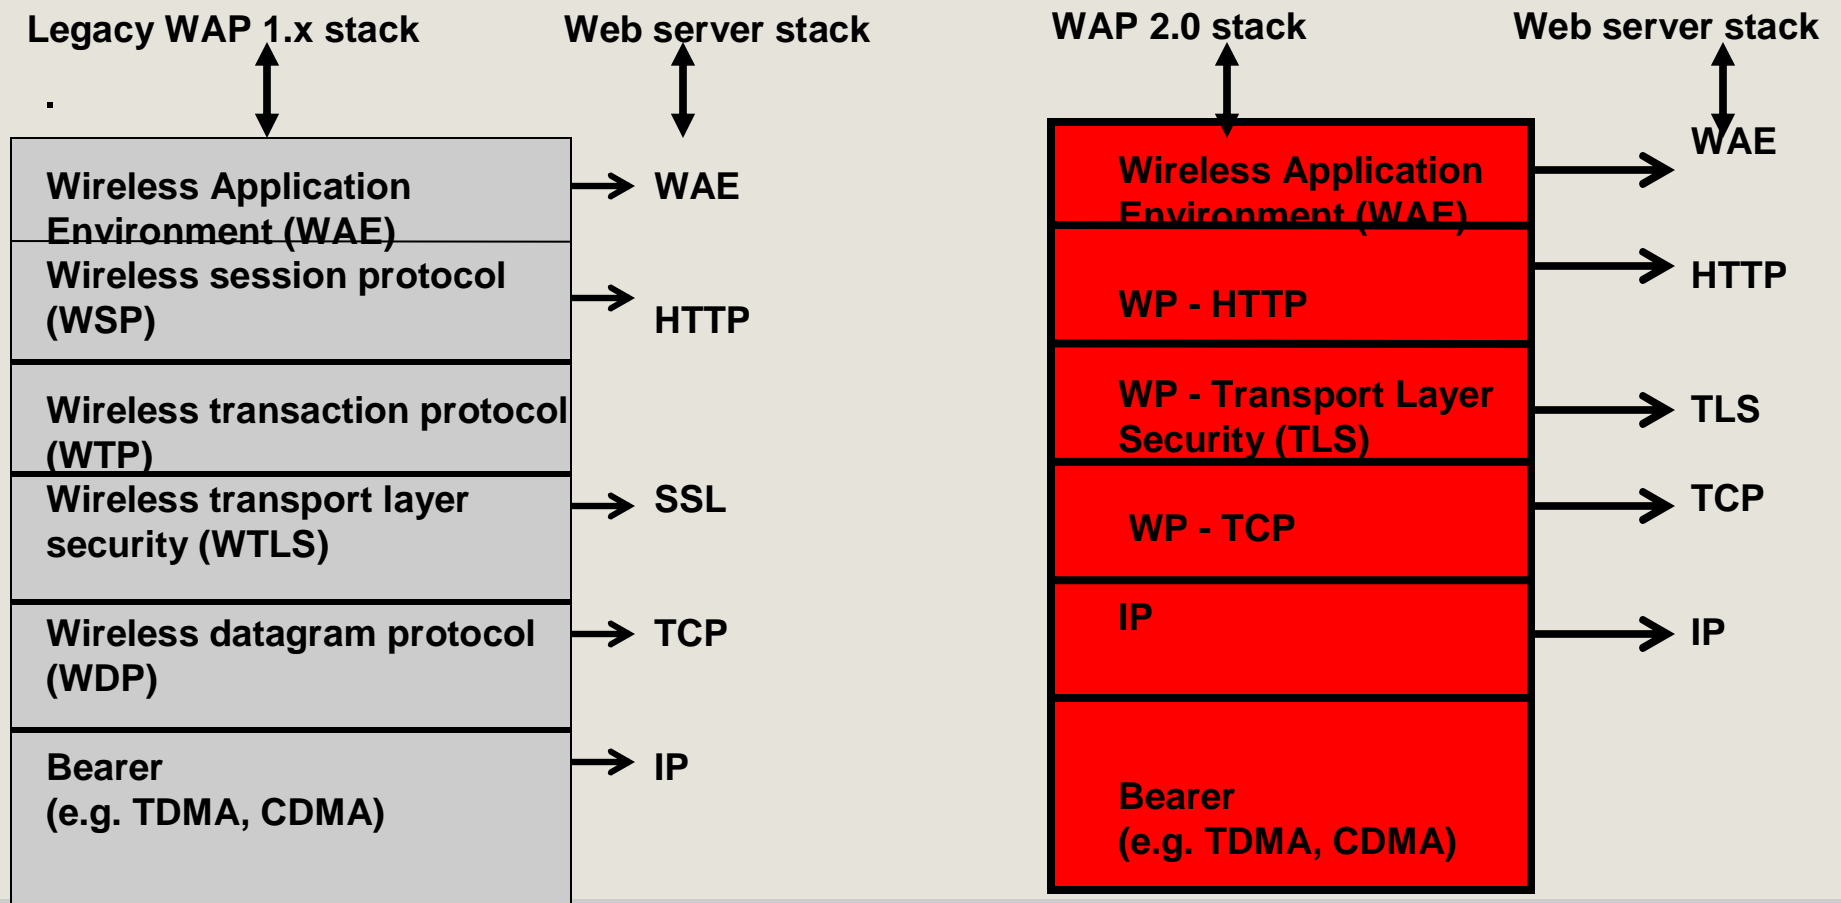 Legacy WAP 1.x stack
.
Web server stack
Wireless Application
Environment (WAE)
WAE
Wireless session protocol
(WSP)
HTTP
Wireless transaction protocol
(WTP)
Wireless transport layer
security (WTLS)
SSL
Wireless datagram protocol
(WDP)
TCP
Bearer
(e.g. TDMA, CDMA)
IP
WAP 2.0 stack
Web server stack
Wireless Application
Environment (WAE)
WAE
WP - HTTP
HTTP
WP - Transport Layer
Security (TLS)
TLS
WP - TCP
TCP
IP
IP
Bearer
(e.g. TDMA, CDMA)